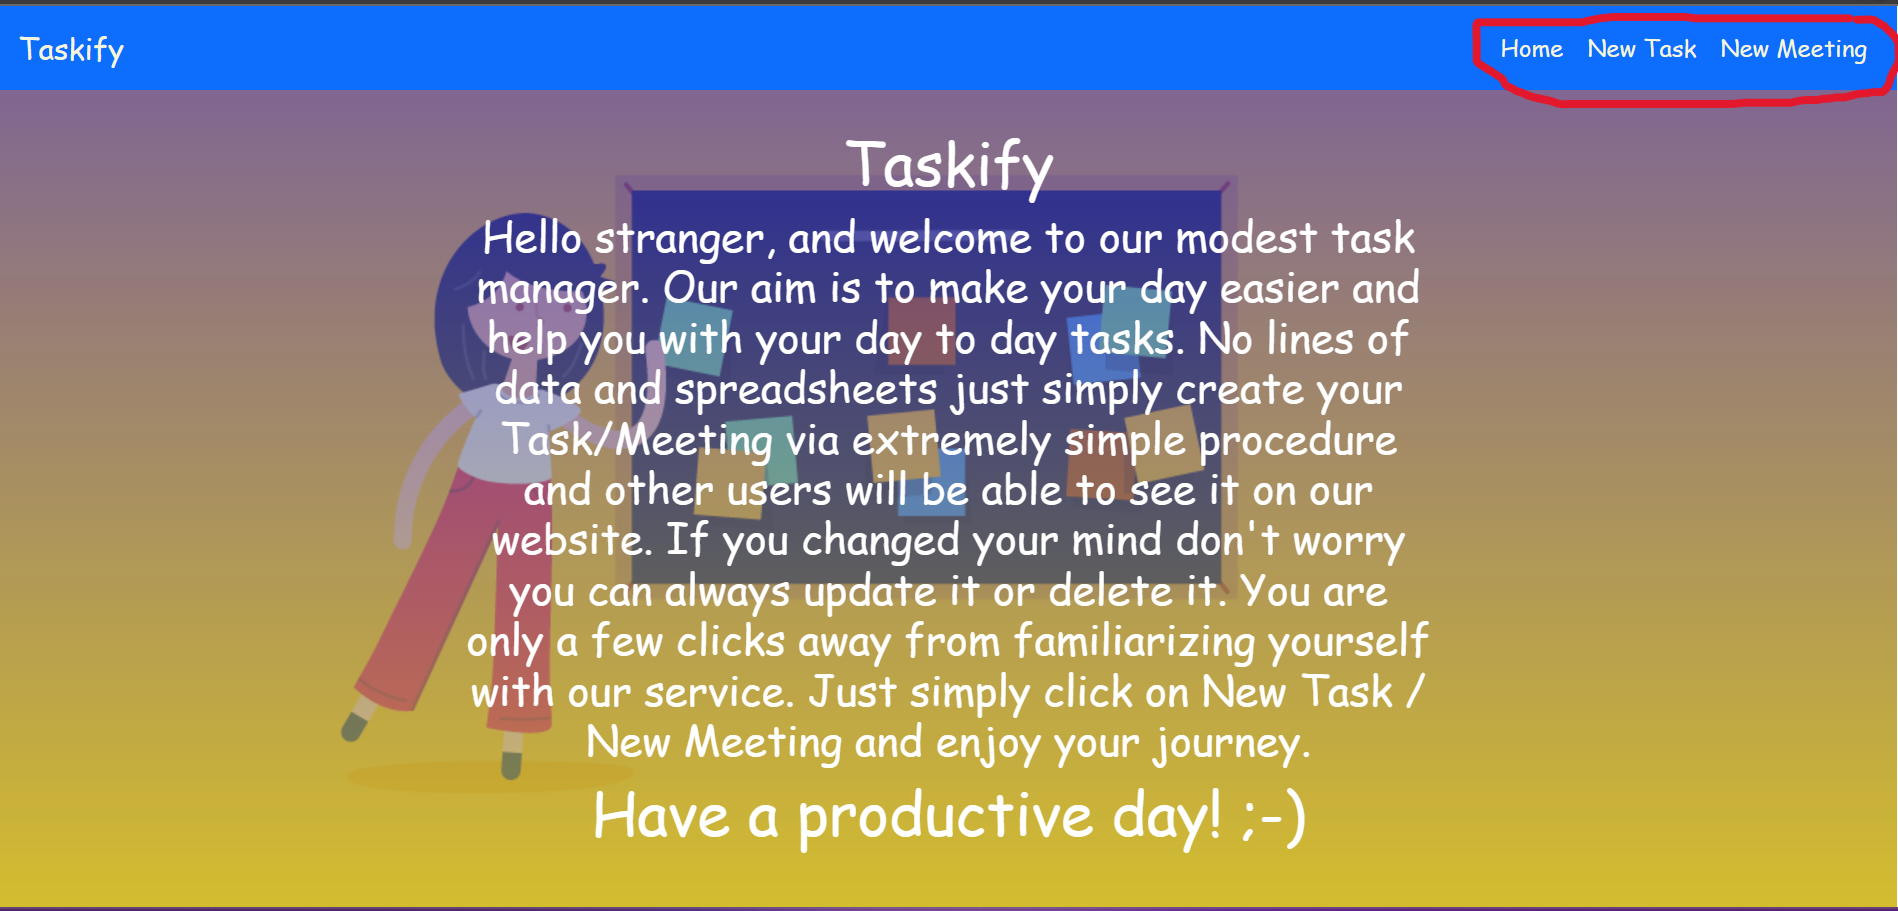 Taskify
Home New Task New Meeting
Taskify
Hello stranger, and welcome to our modest task
manager. Our aim is to make your day easier and
help you with your day to day tasks. No lines of
data and spreadsheets just simply create your
Task/Meeting via extremely simple procedure
and other users will be able to see it on our
website. If you changed your mind don't worry
you can always update it or delete it. You are
only a few clicks away from familiarizing yourself
with our service. Just simply click on New Task /
New Meeting and enjoy your journey.
Have a productive day! ;-)